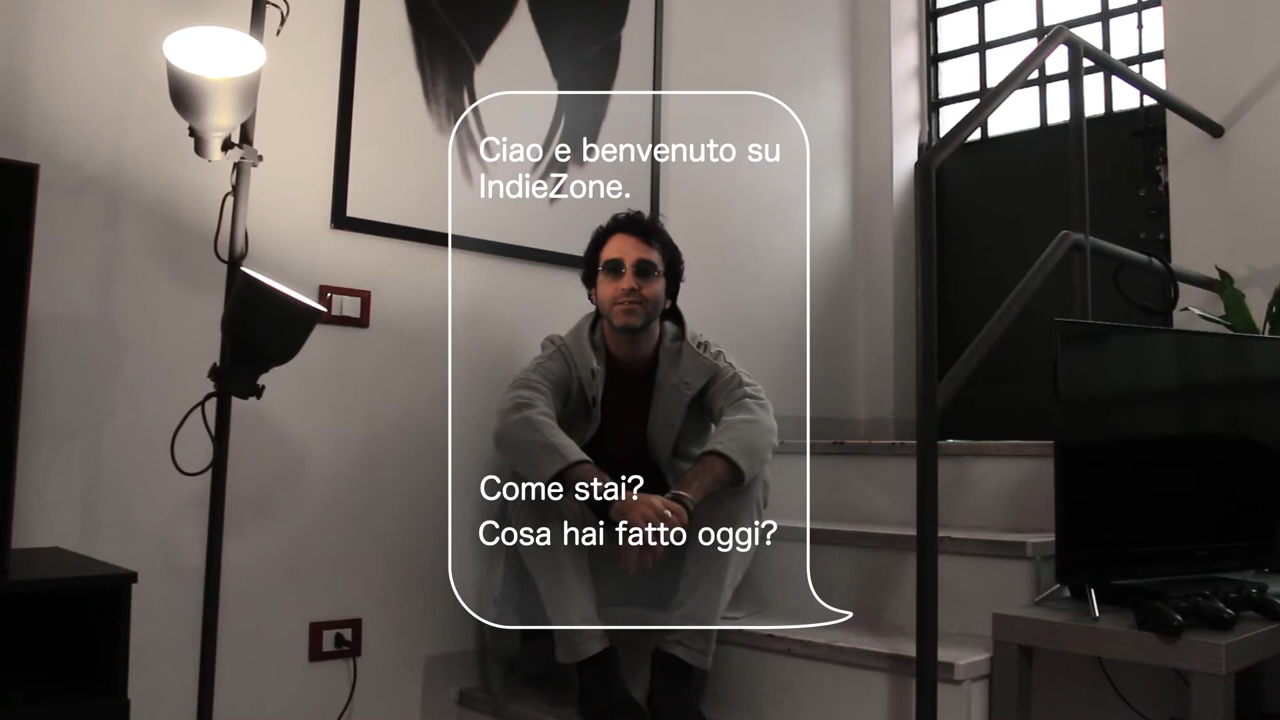 Ciao e benvenuto su
IndieZone.
Come stai?
Cosa hai fatto oggi?